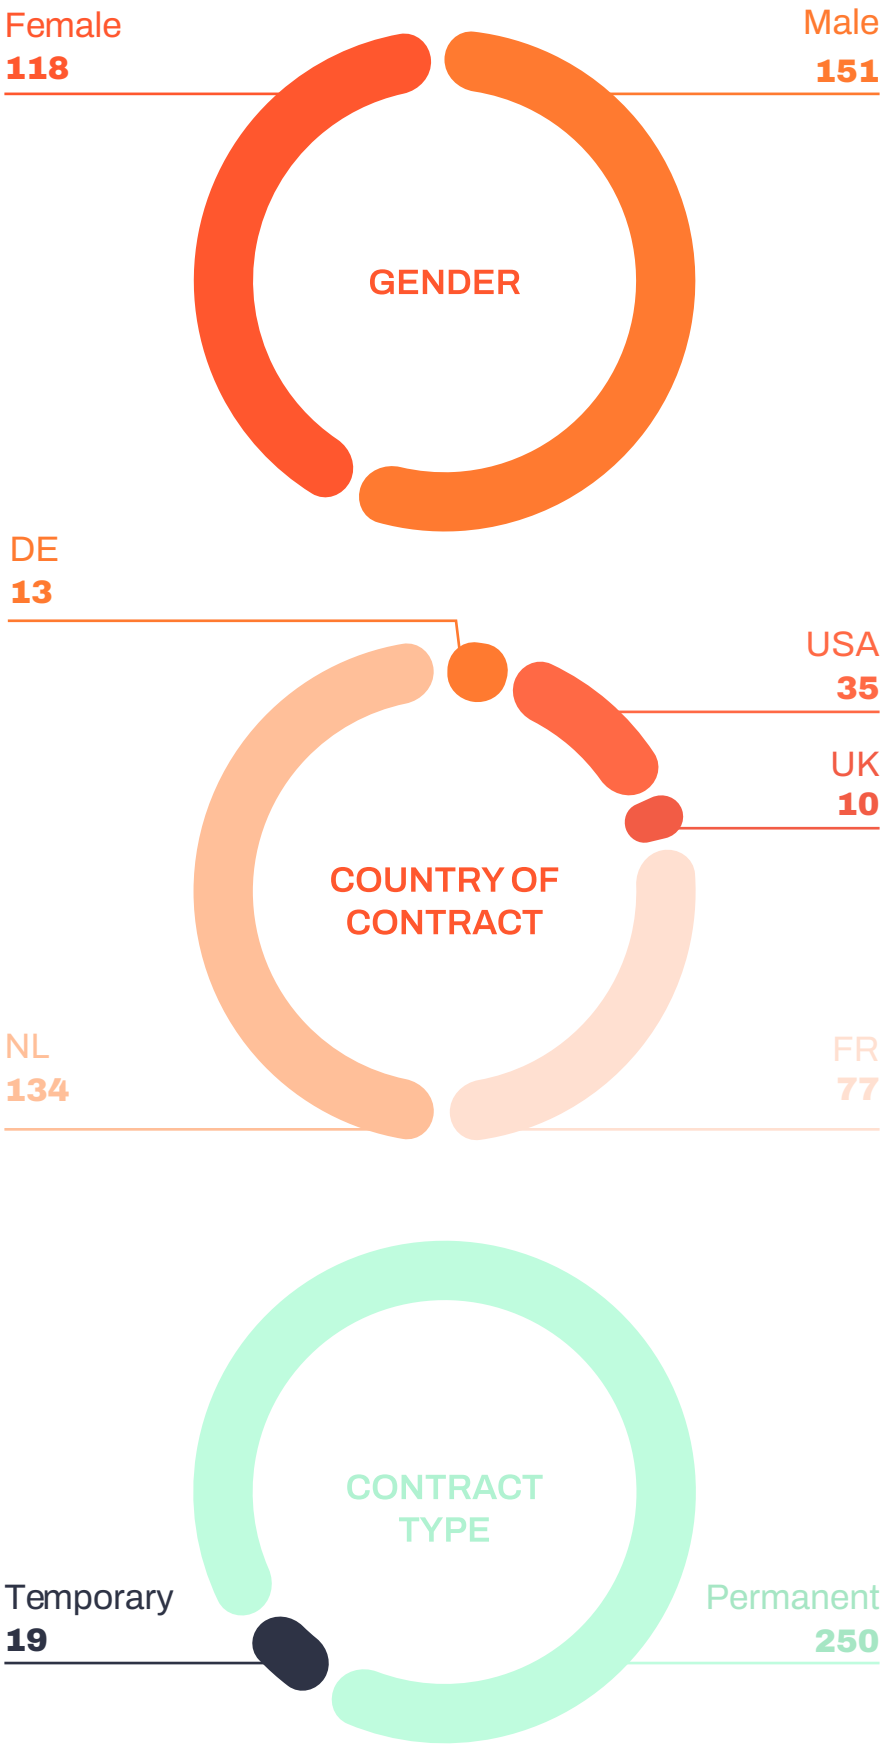 Female
118
Male
151
GENDER
DE
13
USA
35
UK
10
COUNTRY OF
CONTRACT
NL
134
FR
77
CONTRACT
TYPE
Temporary
19
Permanent
250